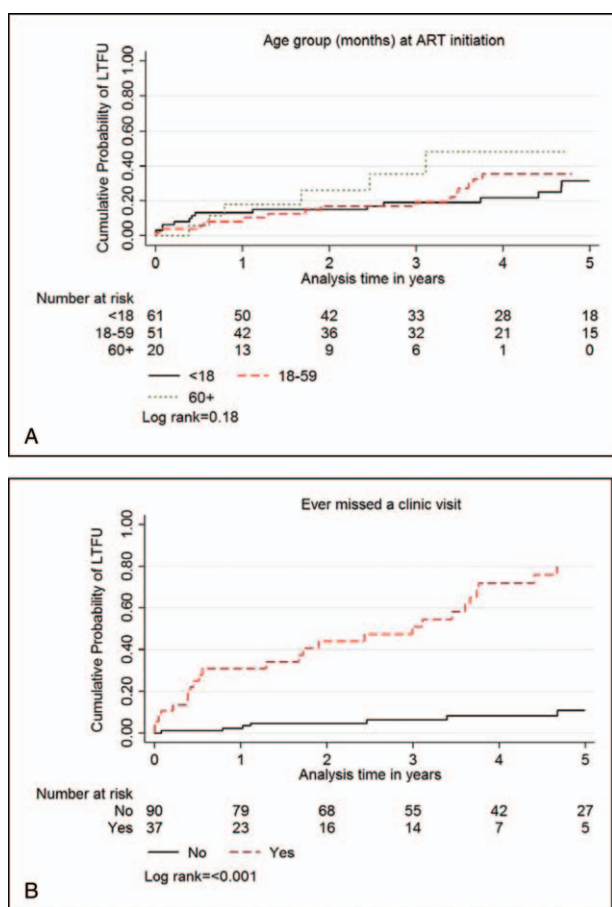 Age group (months) at ART initiation
Cumulative Probability of LTFU
1.00
0.80
0.60
0.40
0.20
0.00
0 1 2 3 4 5
Analysis time in years
Number at risk
<18 61 50 42 33 28 18
18-59 51 42 36 32 21 15
60+ 20 13 9 6 1 0
<18 18-59
60+
Log rank=0.18
A
Ever missed a clinic visit
Cumulative Probability of LTFU
1.00
0.80
0.60
0.40
0.20
0.00
0 1 2 3 4 5
Analysis time in years
Number at risk
No 90 79 68 55 42 27
Yes 37 23 16 14 7 5
No Yes
Log rank=<0.001
B